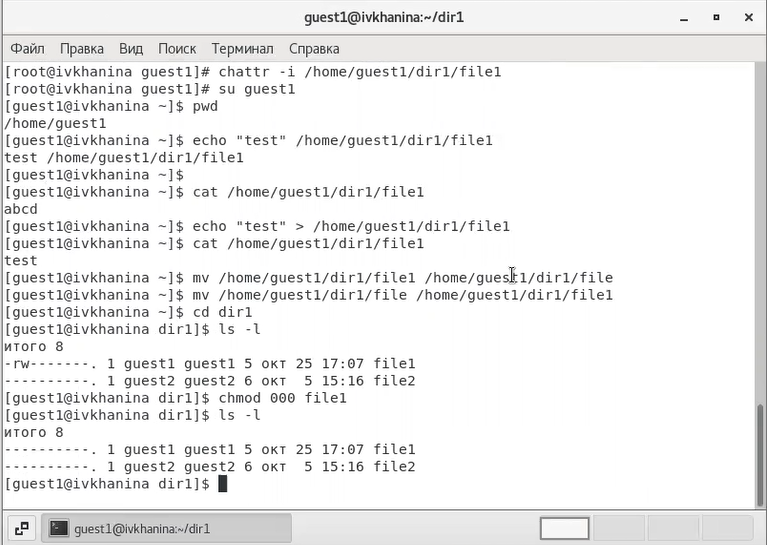 guest1@ivkhanina:~/dir1
Файл Правка Вид Поиск Терминал Справка
[root@ivkhanina guest1]# chattr -i /home/guest1/dir1/file1
[root@ivkhanina guest1]# su guest1
[guest1@ivkhanina ~]$ pwd
/home/guest1
[guest1@ivkhanina ~]$ echo "test" /home/guest1/dir1/file1
test /home/guest1/dir1/file1
[guest1@ivkhanina ~]$
[guest1@ivkhanina ~]$ cat /home/guest1/dir1/file1
abcd
[guest1@ivkhanina ~]$ echo "test" > /home/guest1/dir1/file1
[guest1@ivkhanina ~]$ cat /home/guest1/dir1/file1
test
[guest1@ivkhanina ~]$ mv /home/guest1/dir1/file1 /home/guest1/dir1/file
[guest1@ivkhanina ~]$ mv /home/guest1/dir1/file /home/guest1/dir1/file1
[guest1@ivkhanina ~]$ cd dir1
[guest1@ivkhanina dir1]$ ls -l
итого 8
-rw-------. 1 guest1 guest1 5 окт 25 17:07 file1
----------. 1 guest2 guest2 6 окт  5 15:16 file2
[guest1@ivkhanina dir1]$ chmod 000 file1
[guest1@ivkhanina dir1]$ ls -l
итого 8
----------. 1 guest1 guest1 5 окт 25 17:07 file1
----------. 1 guest2 guest2 6 окт  5 15:16 file2
[guest1@ivkhanina dir1]$
guest1@ivkhanina:~/dir1